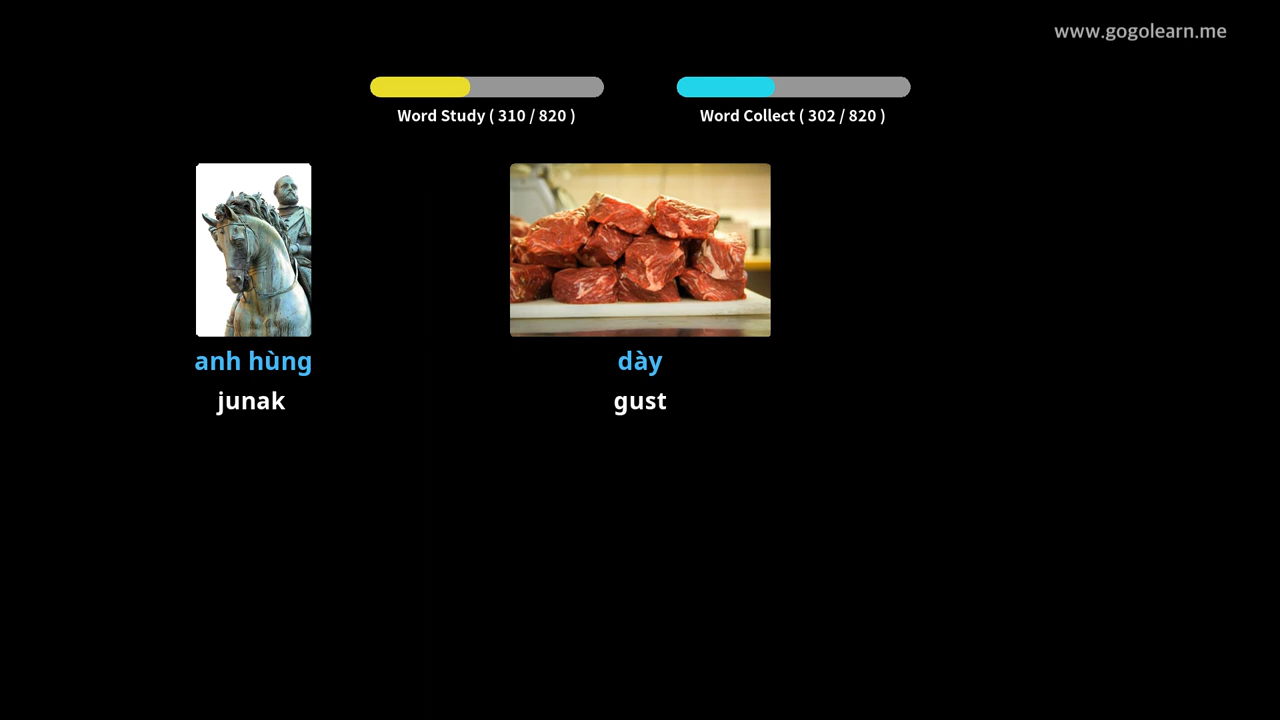 www.gogolearn.me
Word Study ( 310 / 820 )
Word Collect ( 302 / 820 )
anh hùng
junak
dày
gust